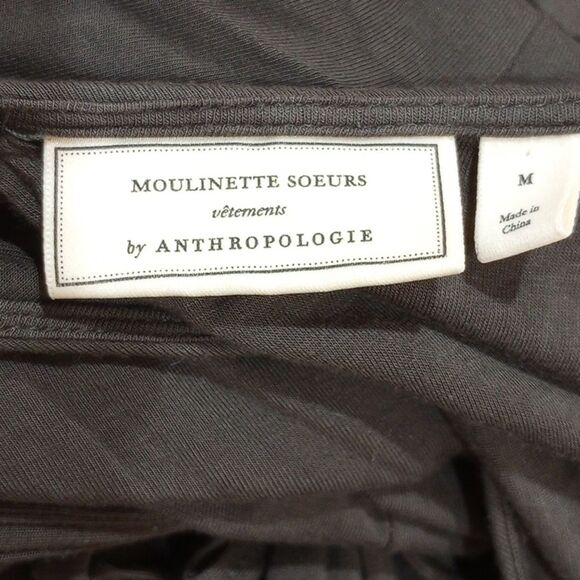 MOULINETTE SOEURS
vêtements
by ANTHROPOLOGIE
M
Made in
China